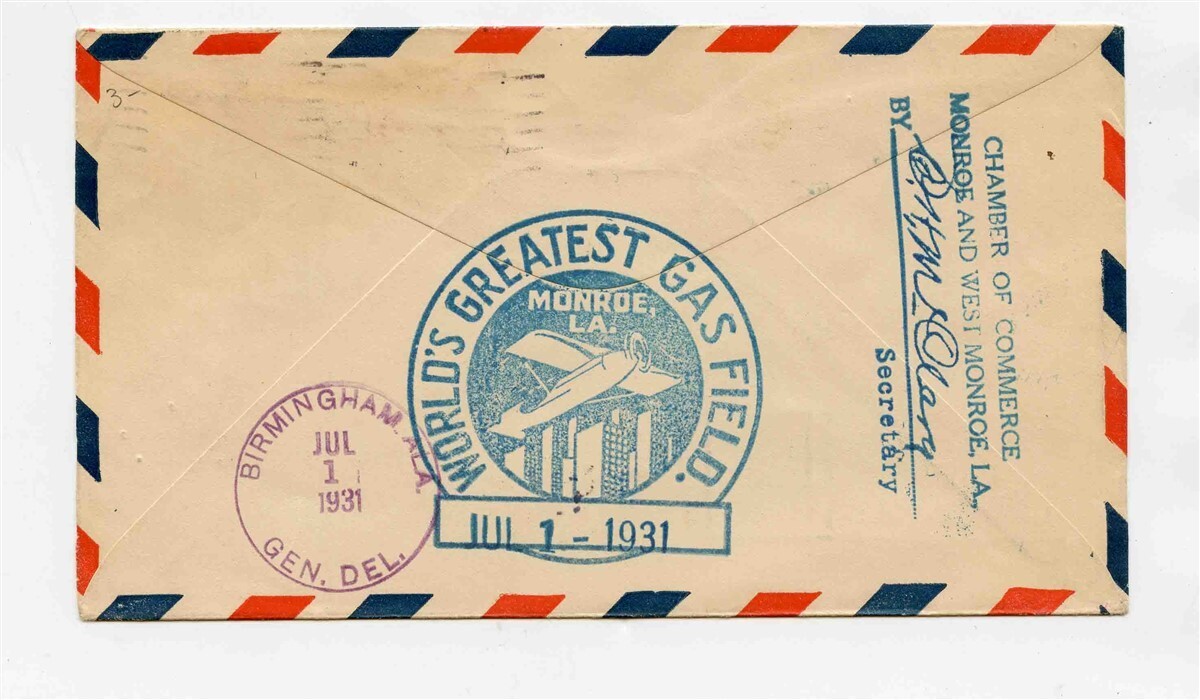 3-
WORLD'S GREATEST GAS FIELD.
MONROE,
LA.
JUL 1 - 1931
BIRMINGHAM, ALA.
JUL
1
1931
GEN. DEL.
CHAMBER OF COMMERCE
MONROE AND WEST MONROE, LA.,
BY
Secretary